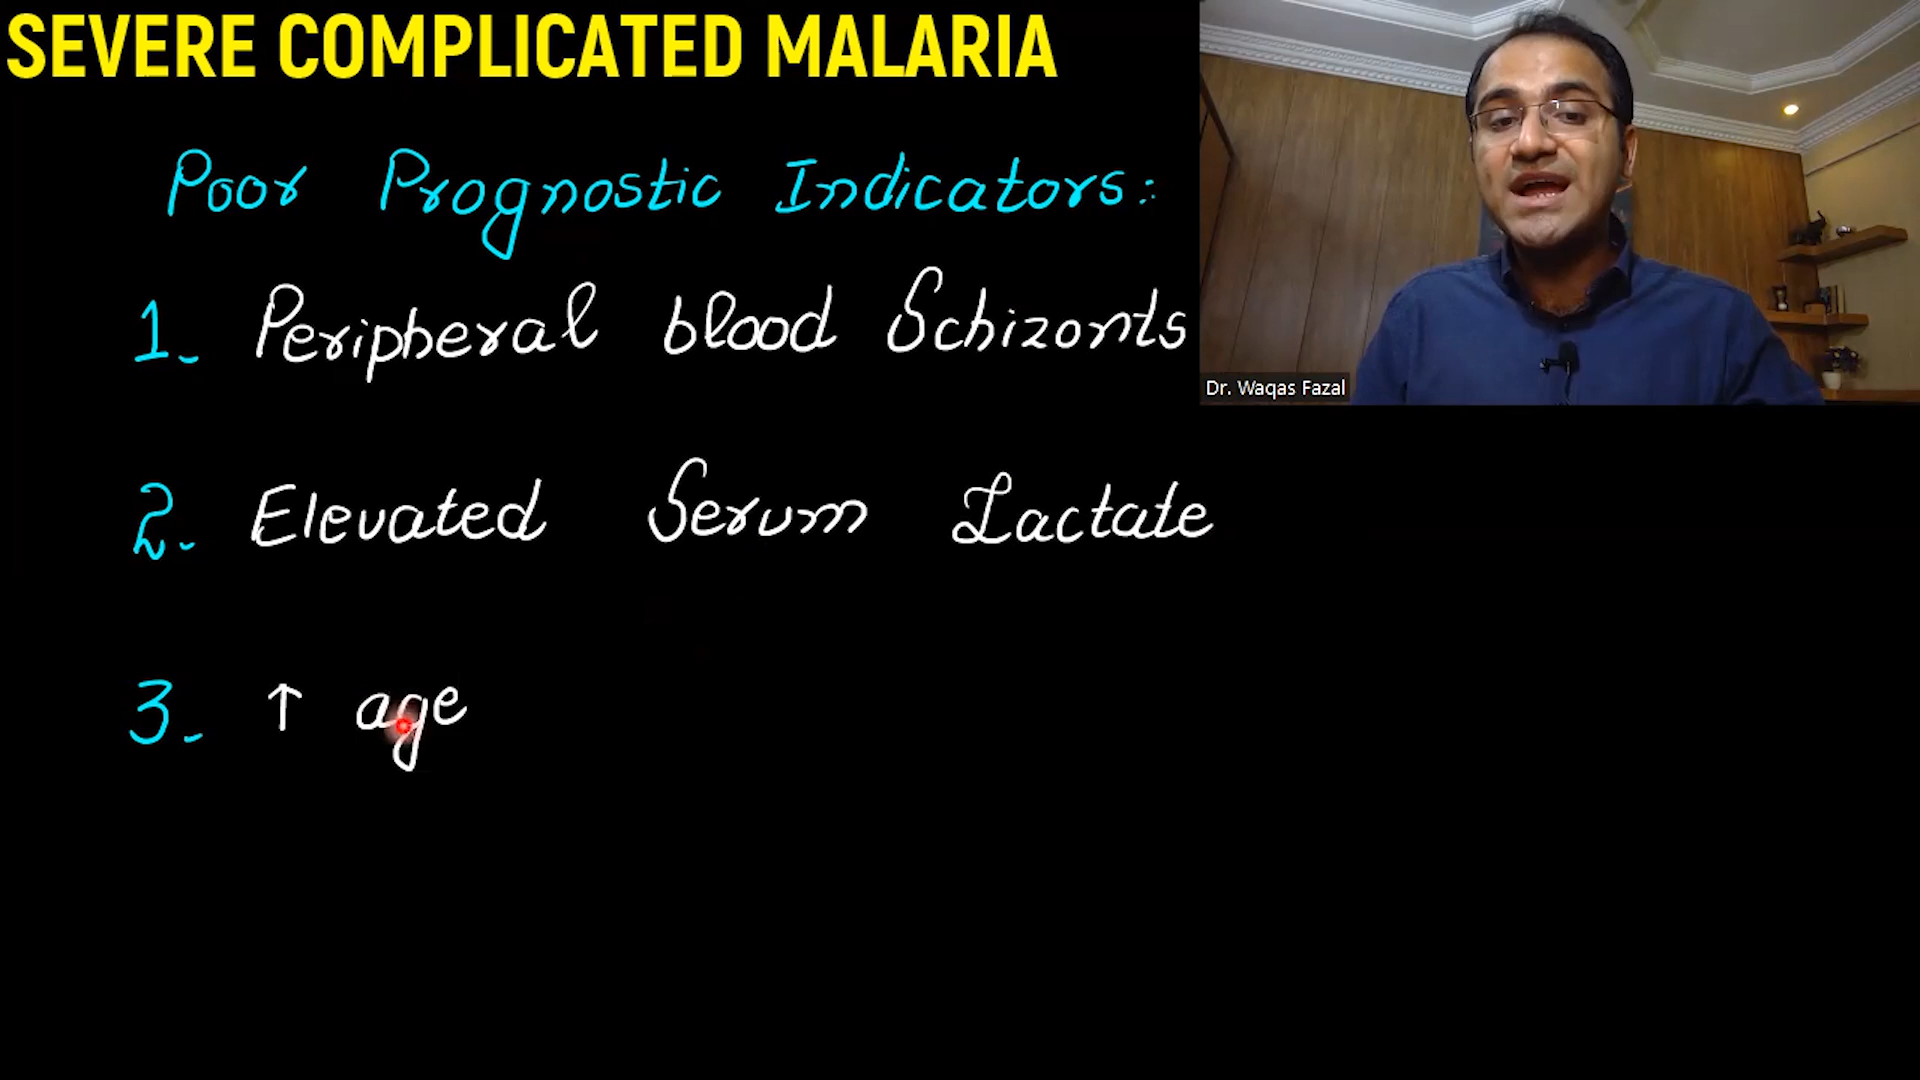 SEVERE COMPLICATED MALARIA
Poor Prognostic Indicators:
1. Peripheral blood Schizonts
Dr. Waqas Fazal
2. Elevated Serum Lactate
3. ↑ age